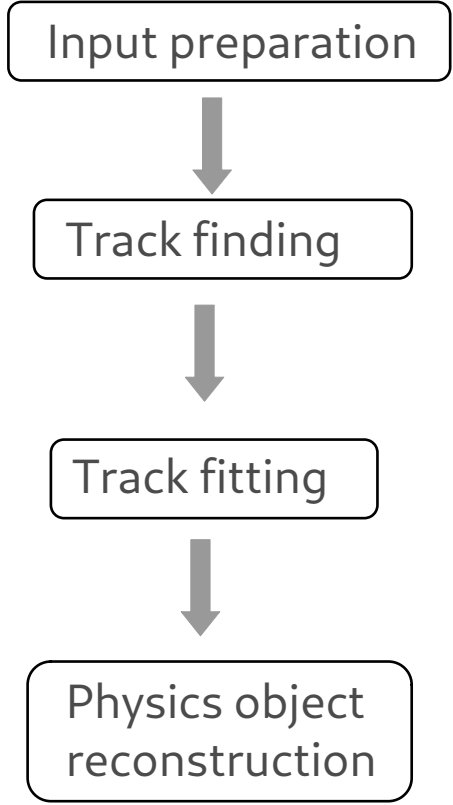 Input preparation
Track finding
Track fitting
Physics object
reconstruction